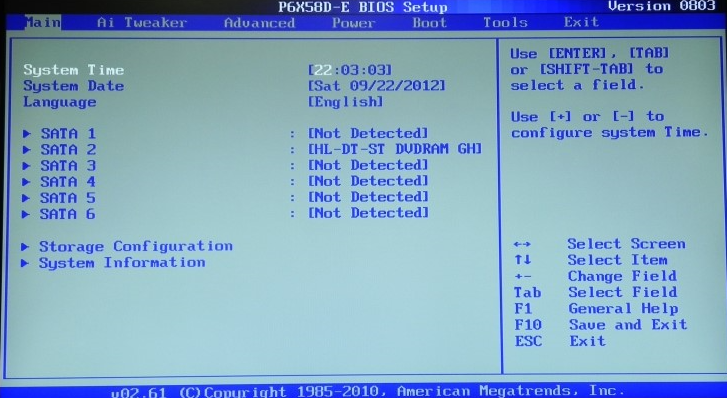 P6X58D-E BIOS Setup Version 0803
Main Ai Tweaker Advanced Power Boot Tools Exit
System Time [22:03:03]
System Date [Sat 09/22/2012]
Language [English]
SATA 1 : [Not Detected]
SATA 2 : [HL-DT-ST DVDRAM GH]
SATA 3 : [Not Detected]
SATA 4 : [Not Detected]
SATA 5 : [Not Detected]
SATA 6 : [Not Detected]
Storage Configuration
System Information
Use [ENTER], [TAB]
or [SHIFT-TAB] to
select a field.
Use [+] or [-] to
configure system Time.
←→ Select Screen
↑↓ Select Item
+- Change Field
Tab Select Field
F1 General Help
F10 Save and Exit
ESC Exit
v02.61 (C)Copyright 1985-2010, American Megatrends, Inc.